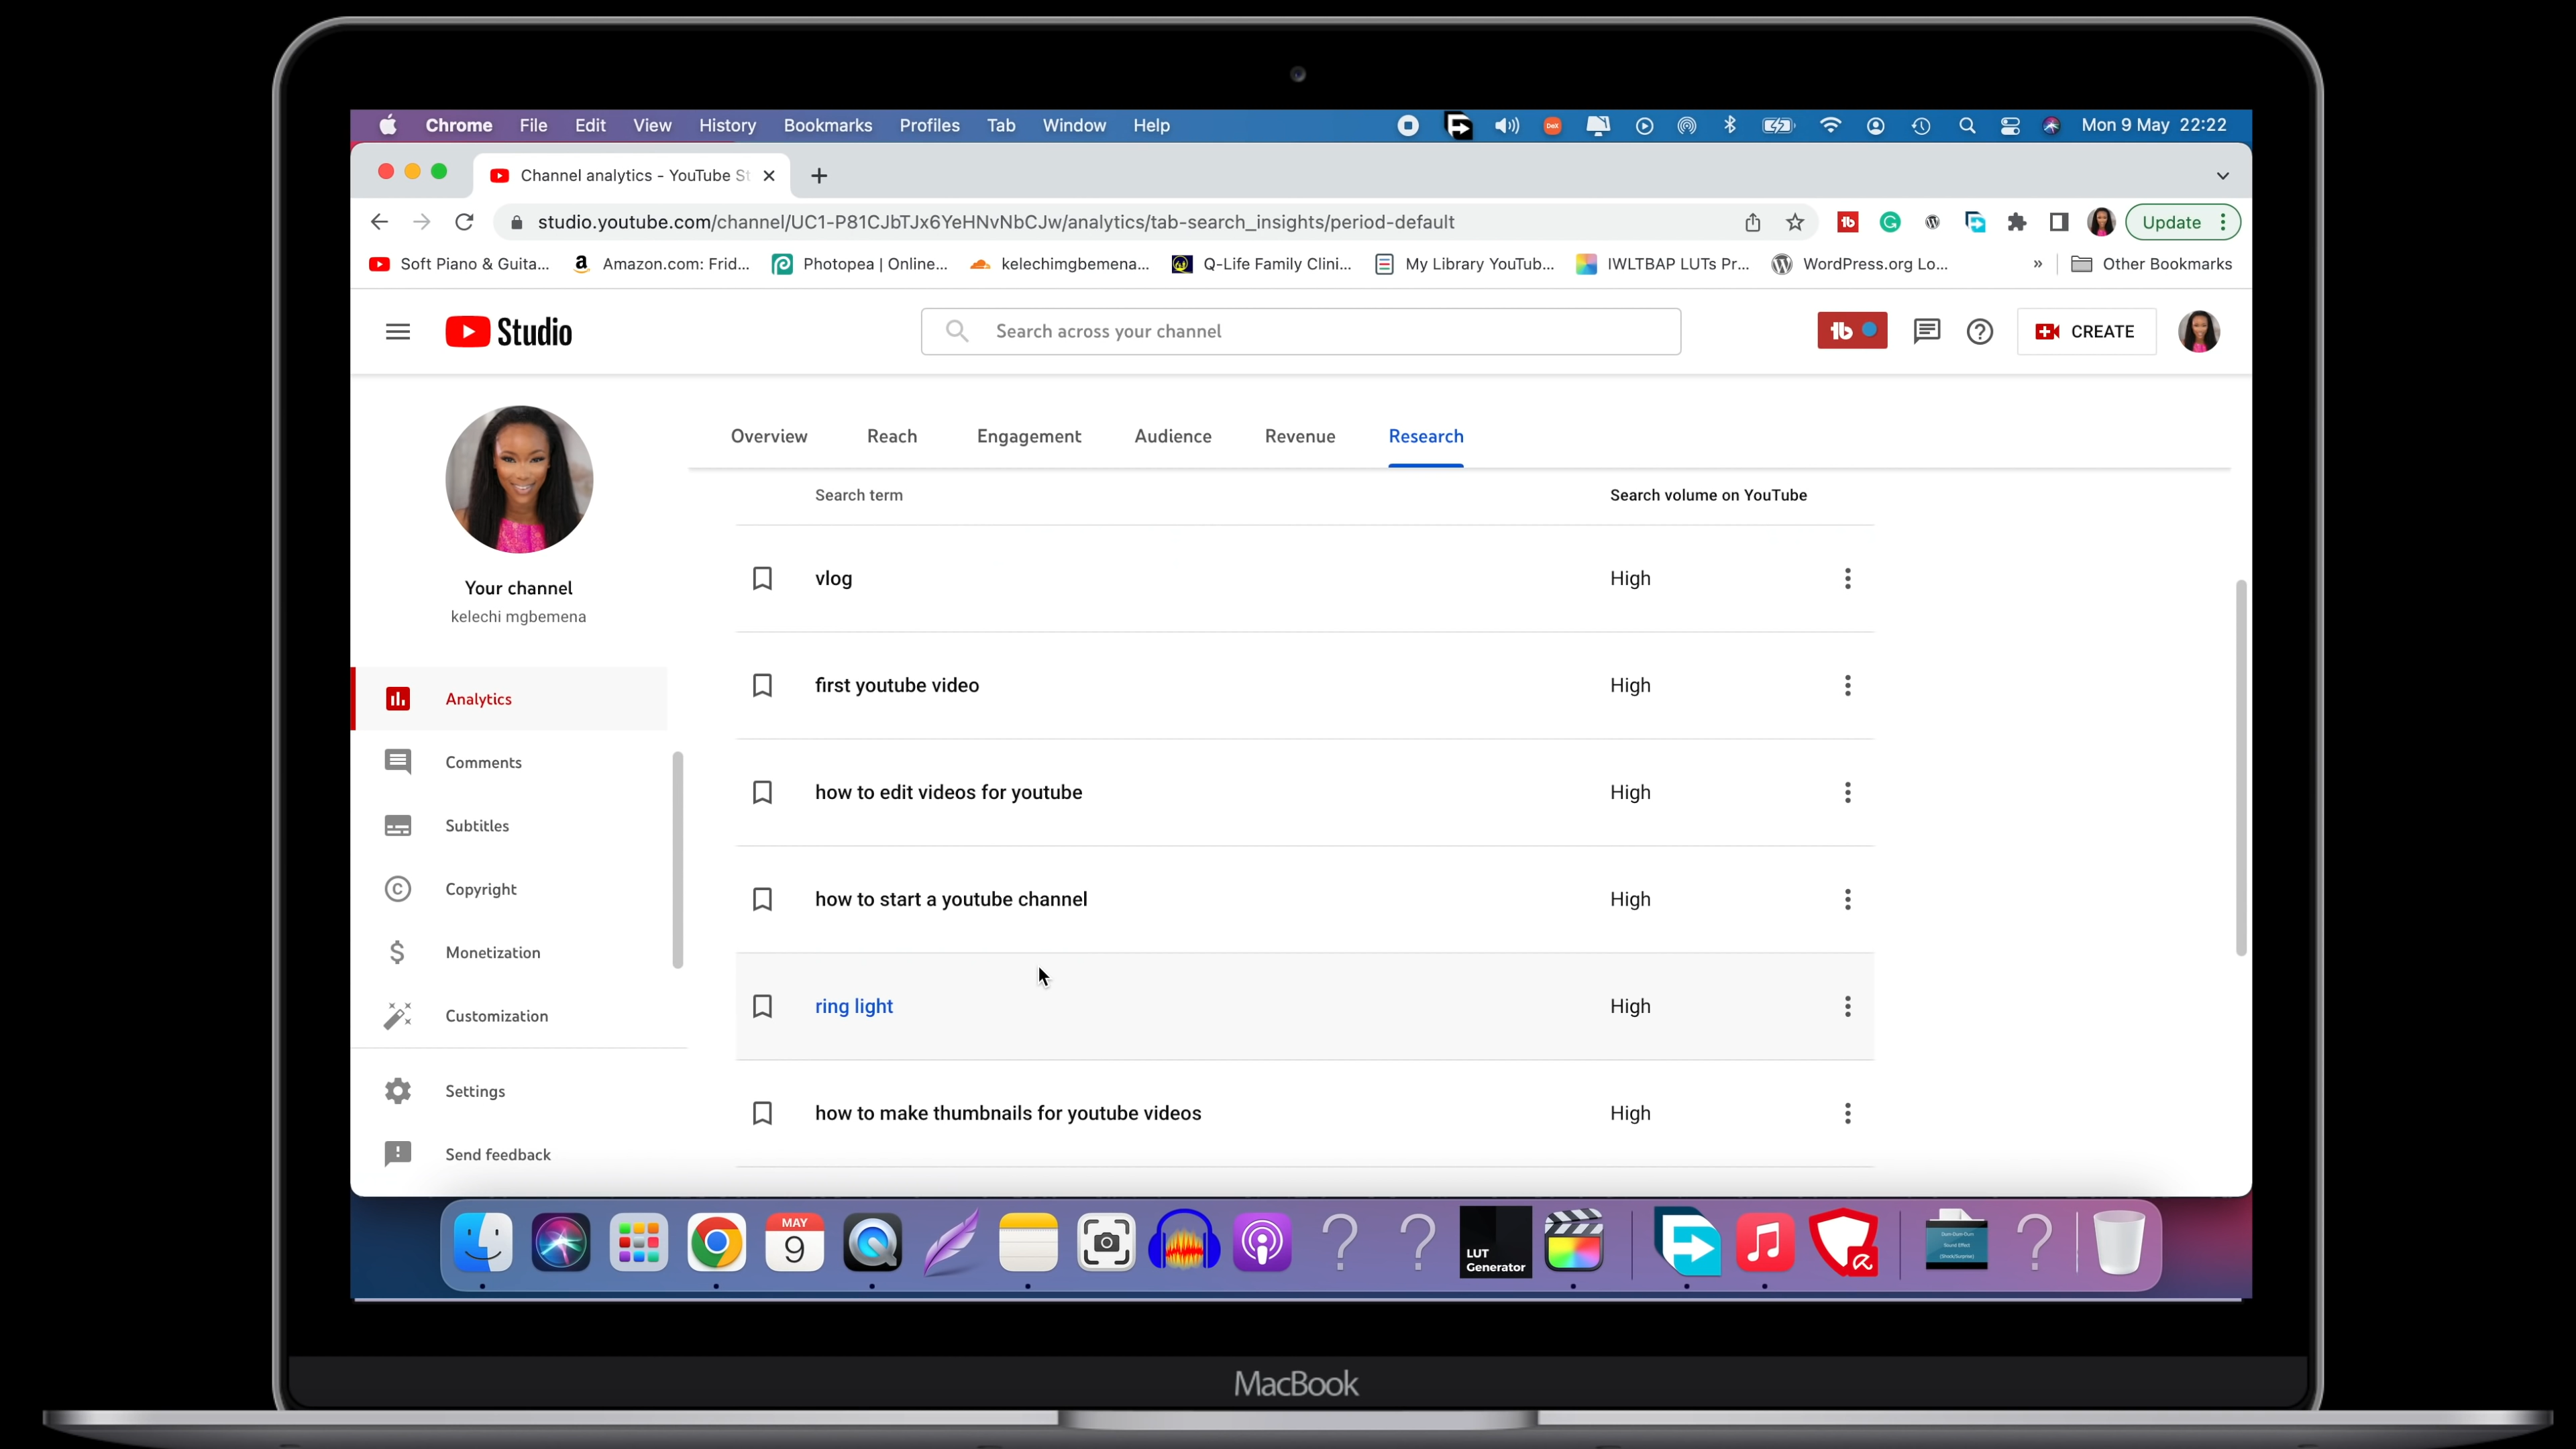 Chrome File Edit View History Bookmarks Profiles Tab Window Help Mon 9 May 22:22
Channel analytics - YouTube St
studio.youtube.com/channel/UC1-P81CJbTJx6YeHNvNbCJw/analytics/tab-search_insights/period-default
Update
Soft Piano & Guita... Amazon.com: Frid... Photopea | Online... kelechimgbemena... Q-Life Family Clini... My Library YouTub... IWLTBAP LUTs Pr... WordPress.org Lo... » Other Bookmarks
Studio
Search across your channel
CREATE
Overview Reach Engagement Audience Revenue Research
Search term Search volume on YouTube
vlog High
first youtube video High
how to edit videos for youtube High
how to start a youtube channel High
ring light High
how to make thumbnails for youtube videos High
Your channel
kelechi mgbemena
Analytics
Comments
Subtitles
Copyright
Monetization
Customization
Settings
Send feedback
MAY
9
LUT
Generator
MacBook